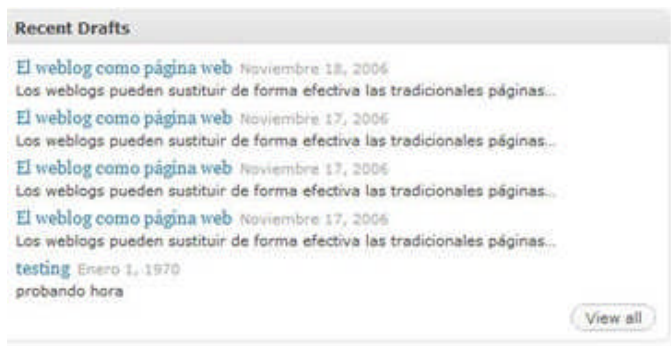 Recent Drafts
El weblog como página web Noviembre 18, 2006
Los weblogs pueden sustituir de forma efectiva las tradicionales páginas...
El weblog como página web Noviembre 17, 2006
Los weblogs pueden sustituir de forma efectiva las tradicionales páginas...
El weblog como página web Noviembre 17, 2006
Los weblogs pueden sustituir de forma efectiva las tradicionales páginas...
El weblog como página web Noviembre 17, 2006
Los weblogs pueden sustituir de forma efectiva las tradicionales páginas...
testing Enero 1, 1970
probando hora
View all